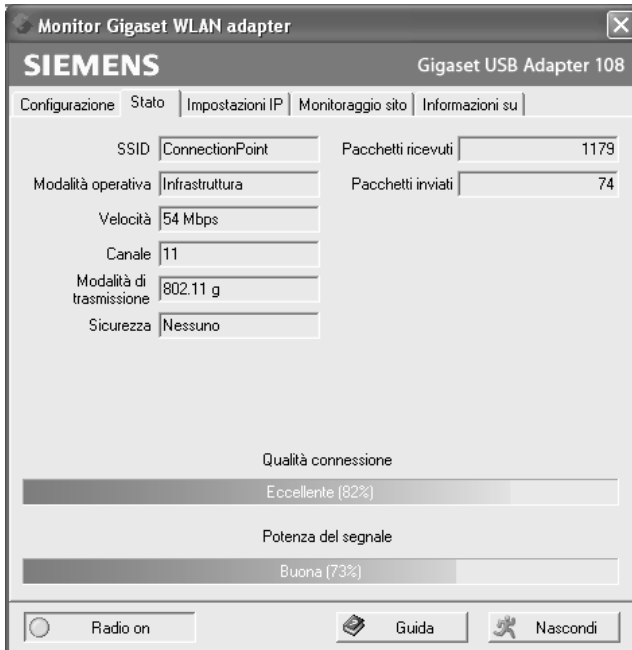 Monitor Gigaset WLAN adapter
SIEMENS
Gigaset USB Adapter 108
Configurazione
Stato
Impostazioni IP
Monitoraggio sito
Informazioni su
SSID ConnectionPoint
Pacchetti ricevuti 1179
Modalità operativa Infrastruttura
Pacchetti inviati 74
Velocità 54 Mbps
Canale 11
Modalità di
trasmissione 802.11 g
Sicurezza Nessuno
Qualità connessione
Eccellente (82%)
Potenza del segnale
Buona (73%)
Radio on
Guida
Nascondi